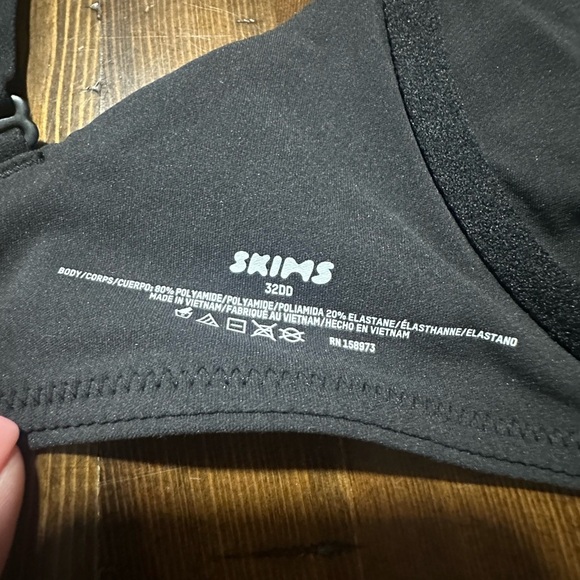 SKIMS
32DD
BODY/CORPS/CUERPO: 80% POLYAMIDE/POLYAMIDE/POLIAMIDA 20% ELASTANE/ÉLASTHANNE/ELASTANO
MADE IN VIETNAM/FABRIQUÉ AU VIETNAM/HECHO EN VIETNAM
RN 158973